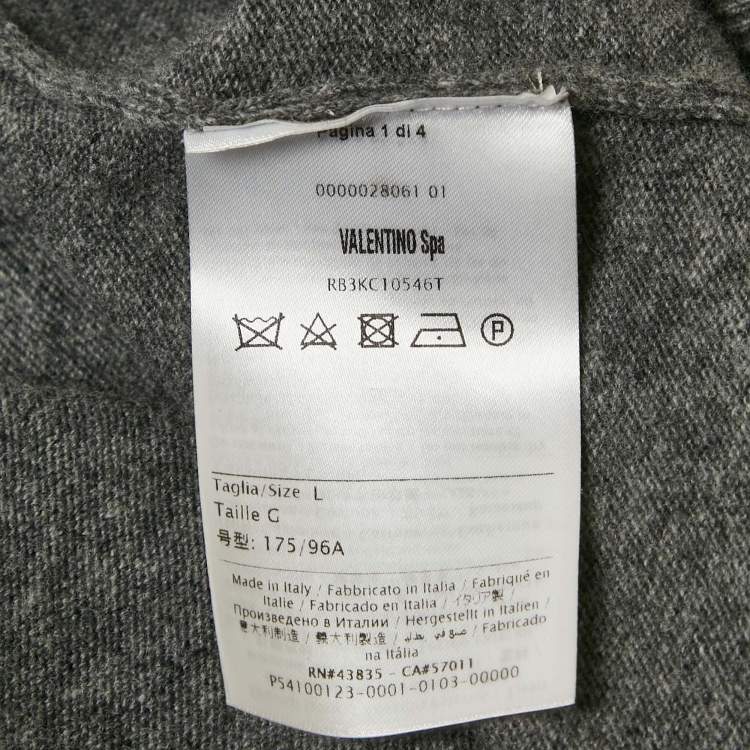 Pagina 1 di 4
0000028061 01
VALENTINO Spa
RB3KC10546T
P
Taglia/Size L
Taille G
号型: 175/96A
Made in Italy / Fabbricato in Italia / Fabriqué en
Italie / Fabricado en Italia / イタリア製 /
Произведено в Италии / Hergestellt in Italien /
意大利制造 / 義大利製造 / صنع في إيطاليا / Fabricado
na Itália
RN#43835 - CA#57011
P54100123-0001-0103-00000